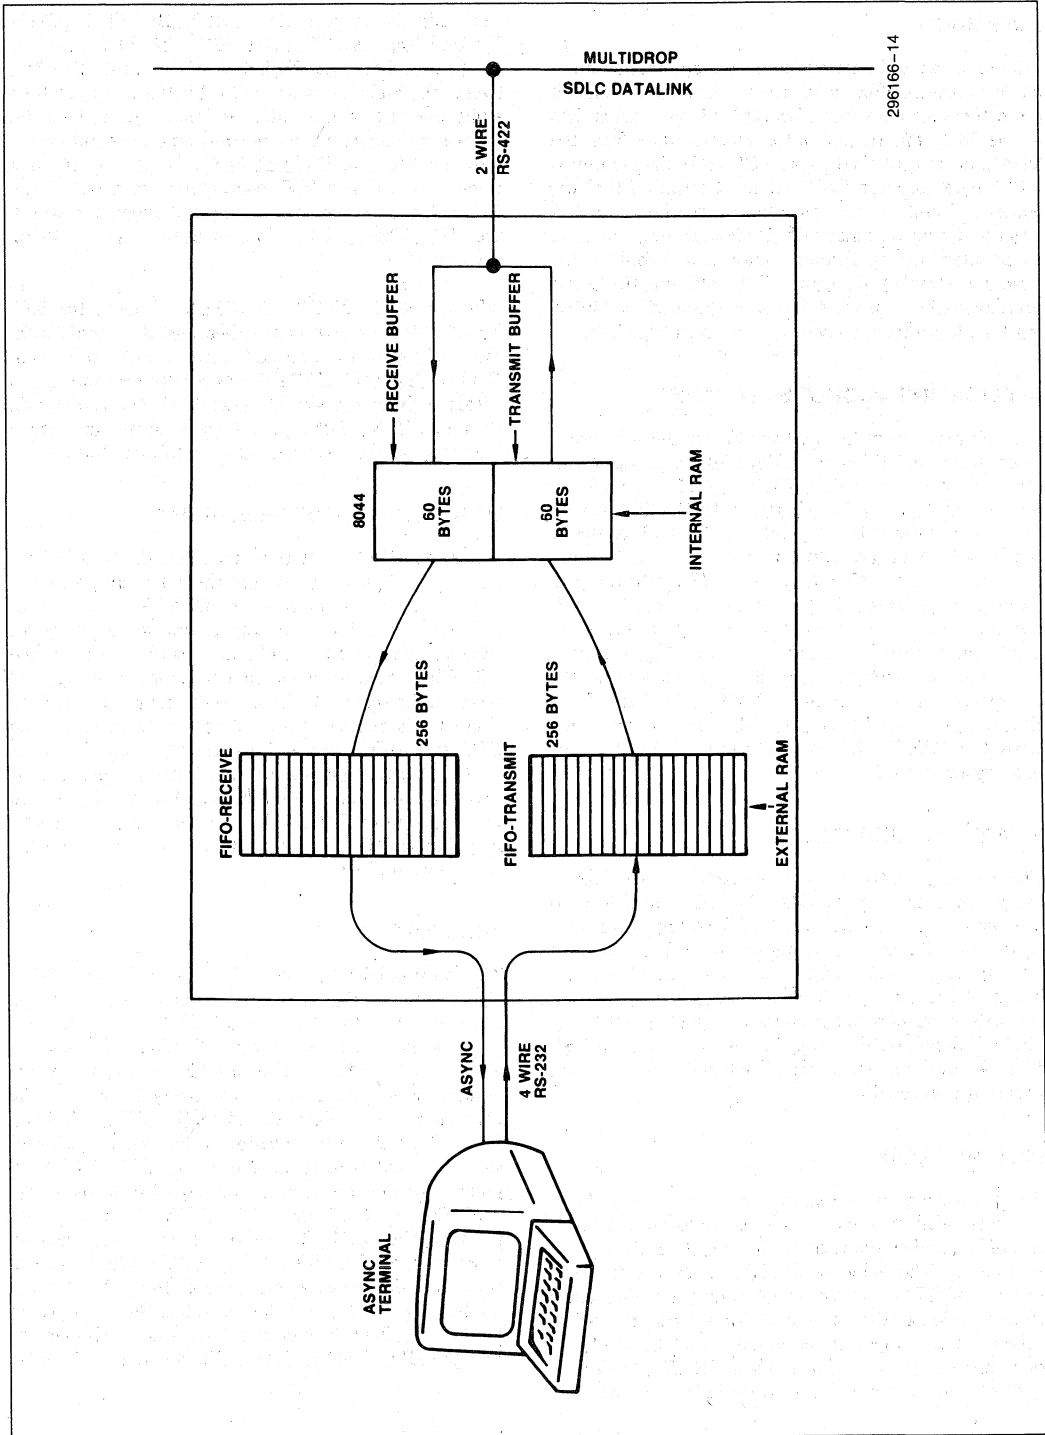 MULTIDROP
SDLC DATALINK
296166-14
2 WIRE
RS-422
RECEIVE BUFFER
TRANSMIT BUFFER
8044
60
BYTES
60
BYTES
INTERNAL RAM
FIFO-RECEIVE
256 BYTES
FIFO-TRANSMIT
256 BYTES
EXTERNAL RAM
ASYNC
4 WIRE
RS-232
ASYNC
TERMINAL